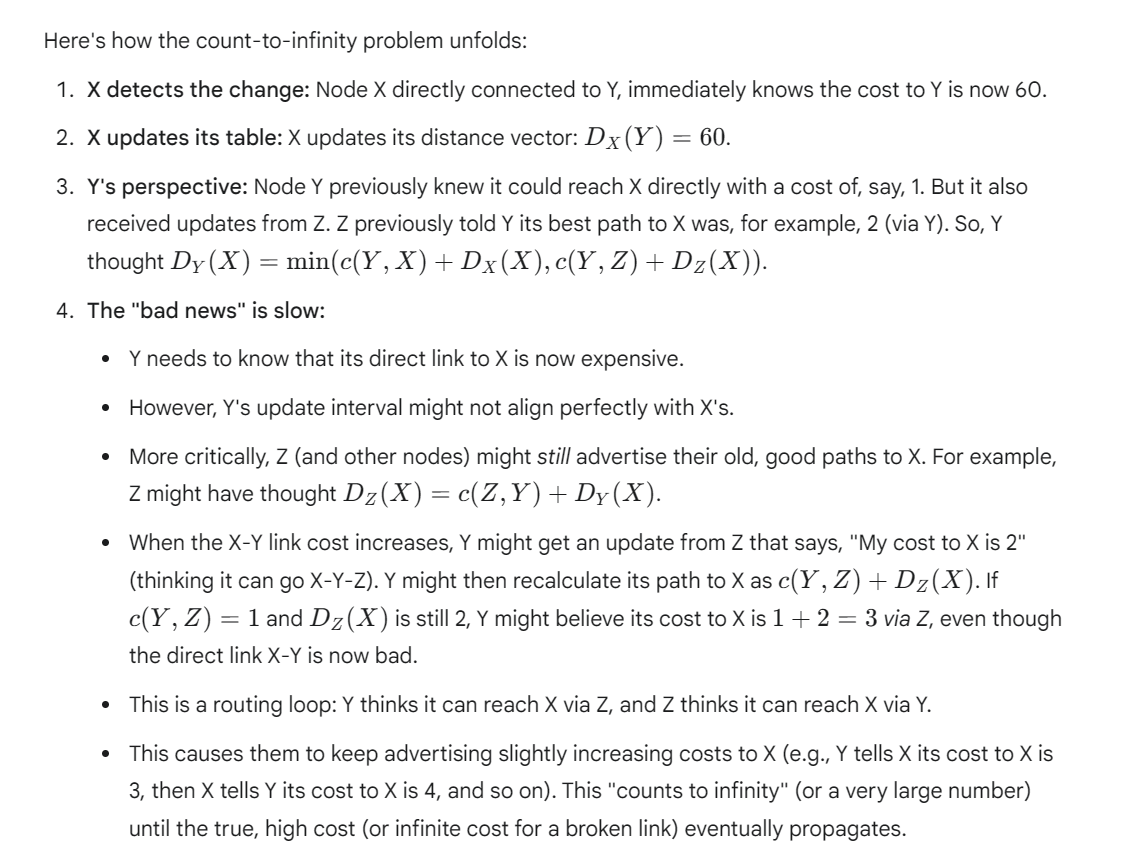 Here's how the count-to-infinity problem unfolds:
1. X detects the change: Node X directly connected to Y, immediately knows the cost to Y is now 60.
2. X updates its table: X updates its distance vector: D_X(Y) = 60.
3. Y's perspective: Node Y previously knew it could reach X directly with a cost of, say, 1. But it also
received updates from Z. Z previously told Y its best path to X was, for example, 2 (via Y). So, Y
thought D_Y(X) = min(c(Y, X) + D_X(X), c(Y, Z) + D_Z(X)).
4. The "bad news" is slow:
• Y needs to know that its direct link to X is now expensive.
• However, Y's update interval might not align perfectly with X's.
• More critically, Z (and other nodes) might still advertise their old, good paths to X. For example,
Z might have thought D_Z(X) = c(Z, Y) + D_Y(X).
• When the X-Y link cost increases, Y might get an update from Z that says, "My cost to X is 2"
(thinking it can go X-Y-Z). Y might then recalculate its path to X as c(Y, Z) + D_Z(X). If
c(Y, Z) = 1 and D_Z(X) is still 2, Y might believe its cost to X is 1 + 2 = 3 via Z, even though
the direct link X-Y is now bad.
• This is a routing loop: Y thinks it can reach X via Z, and Z thinks it can reach X via Y.
• This causes them to keep advertising slightly increasing costs to X (e.g., Y tells X its cost to X is
3, then X tells Y its cost to X is 4, and so on). This "counts to infinity" (or a very large number)
until the true, high cost (or infinite cost for a broken link) eventually propagates.